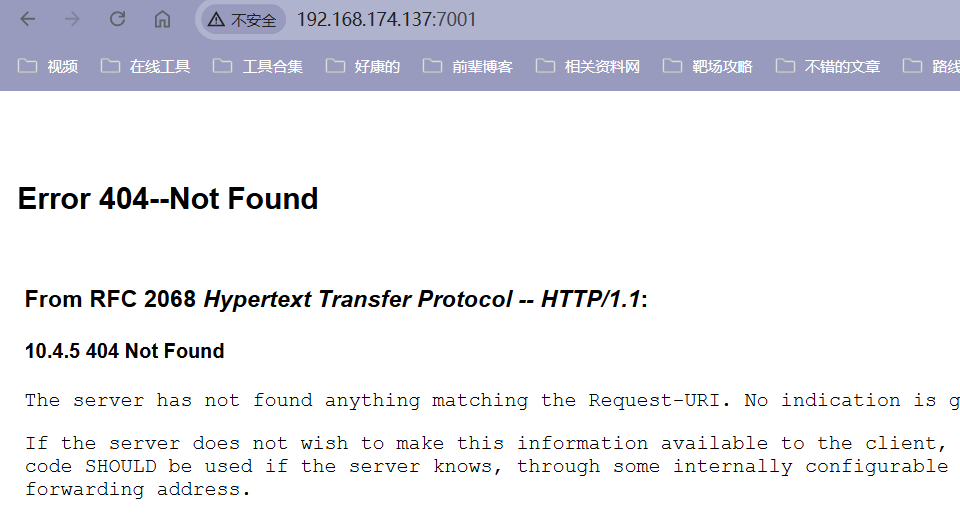 不安全 192.168.174.137:7001
视频 在线工具 工具合集 好康的 前辈博客 相关资料网 靶场攻略 不错的文章 路线
Error 404--Not Found
From RFC 2068 Hypertext Transfer Protocol -- HTTP/1.1:
10.4.5 404 Not Found
The server has not found anything matching the Request-URI. No indication is g
If the server does not wish to make this information available to the client,
code SHOULD be used if the server knows, through some internally configurable
forwarding address.